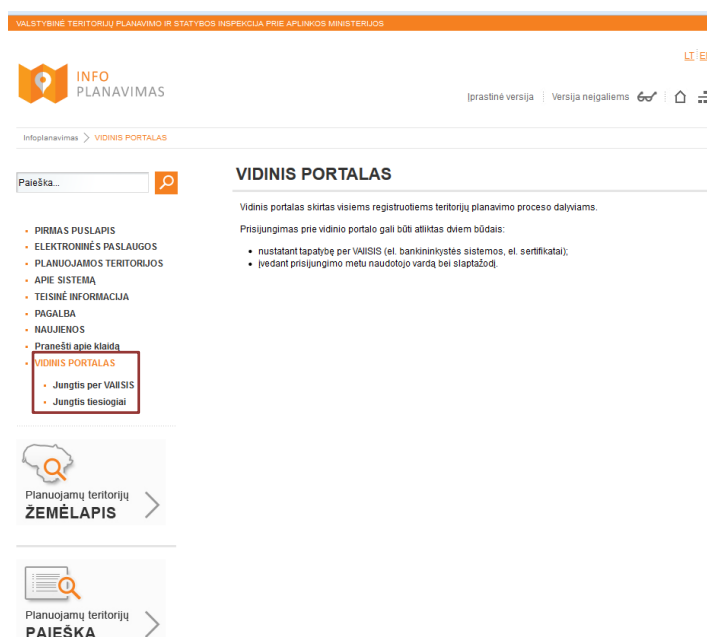 VALSTYBINĖ TERITORIJŲ PLANAVIMO IR STATYBOS INSPEKCIJA PRIE APLINKOS MINISTERIJOS
LT
INFO
PLANAVIMAS
Įprastinė versija
Versija neįgaliems
Infoplanavimas
VIDINIS PORTALAS
Paieška...
PIRMAS PUSLAPIS
ELEKTRONINĖS PASLAUGOS
PLANUOJAMOS TERITORIJOS
APIE SISTEMĄ
TEISINĖ INFORMACIJA
PAGALBA
NAUJIENOS
Pranešti apie klaidą
VIDINIS PORTALAS
Jungtis per VAIISIS
Jungtis tiesiogiai
Planuojamų teritorijų
ŽEMĖLAPIS
Planuojamų teritorijų
PAIEŠKA
VIDINIS PORTALAS
Vidinis portalas skirtas visiems registruotiems teritorijų planavimo proceso dalyviams.
Prisijungimas prie vidinio portalo gali būti atliktas dviem būdais:
nustatant tapatybę per VAIISIS (el. bankininkystės sistemos, el. sertifikatai);
įvedant prisijungimo metu naudotojo vardą bei slaptažodį.